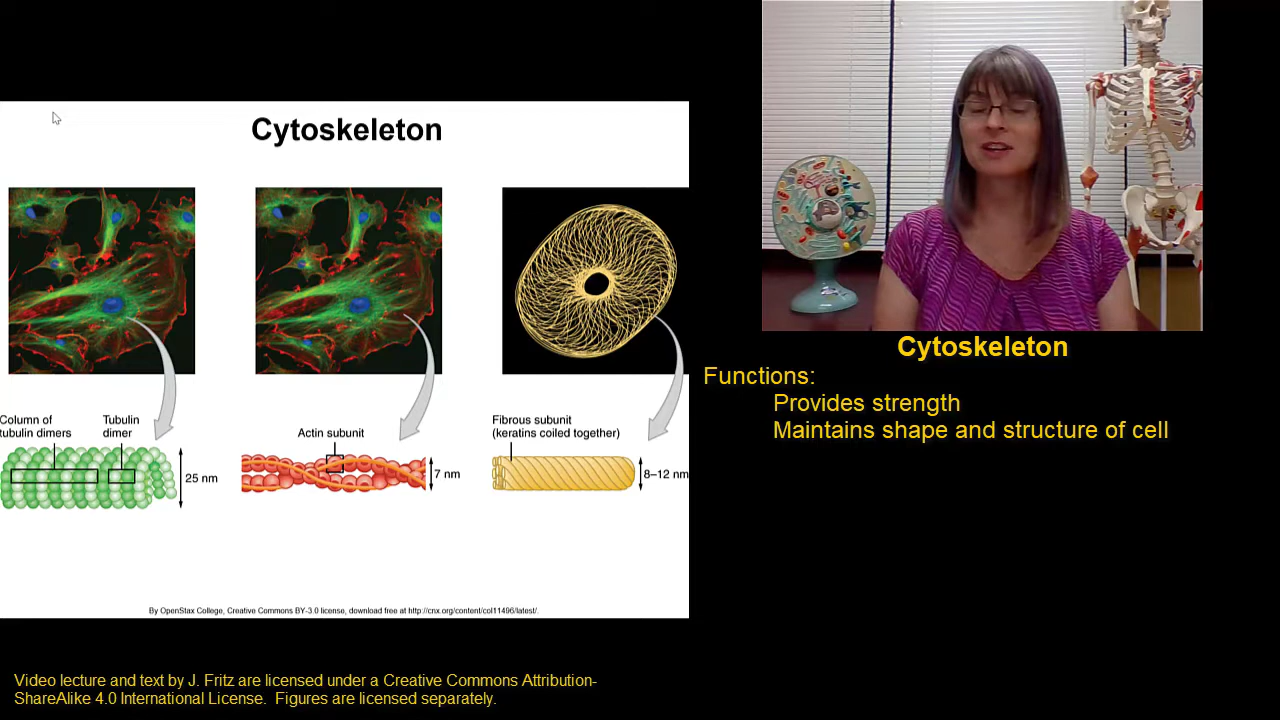 Cytoskeleton
Column of
tubulin dimers
Tubulin
dimer
25 nm
Actin subunit
7 nm
Fibrous subunit
(keratins coiled together)
8–12 nm
By OpenStax College, Creative Commons BY-3.0 license, download free at http://cnx.org/content/col11496/latest/.
Cytoskeleton
Functions:
Provides strength
Maintains shape and structure of cell
Video lecture and text by J. Fritz are licensed under a Creative Commons Attribution-
ShareAlike 4.0 International License.  Figures are licensed separately.